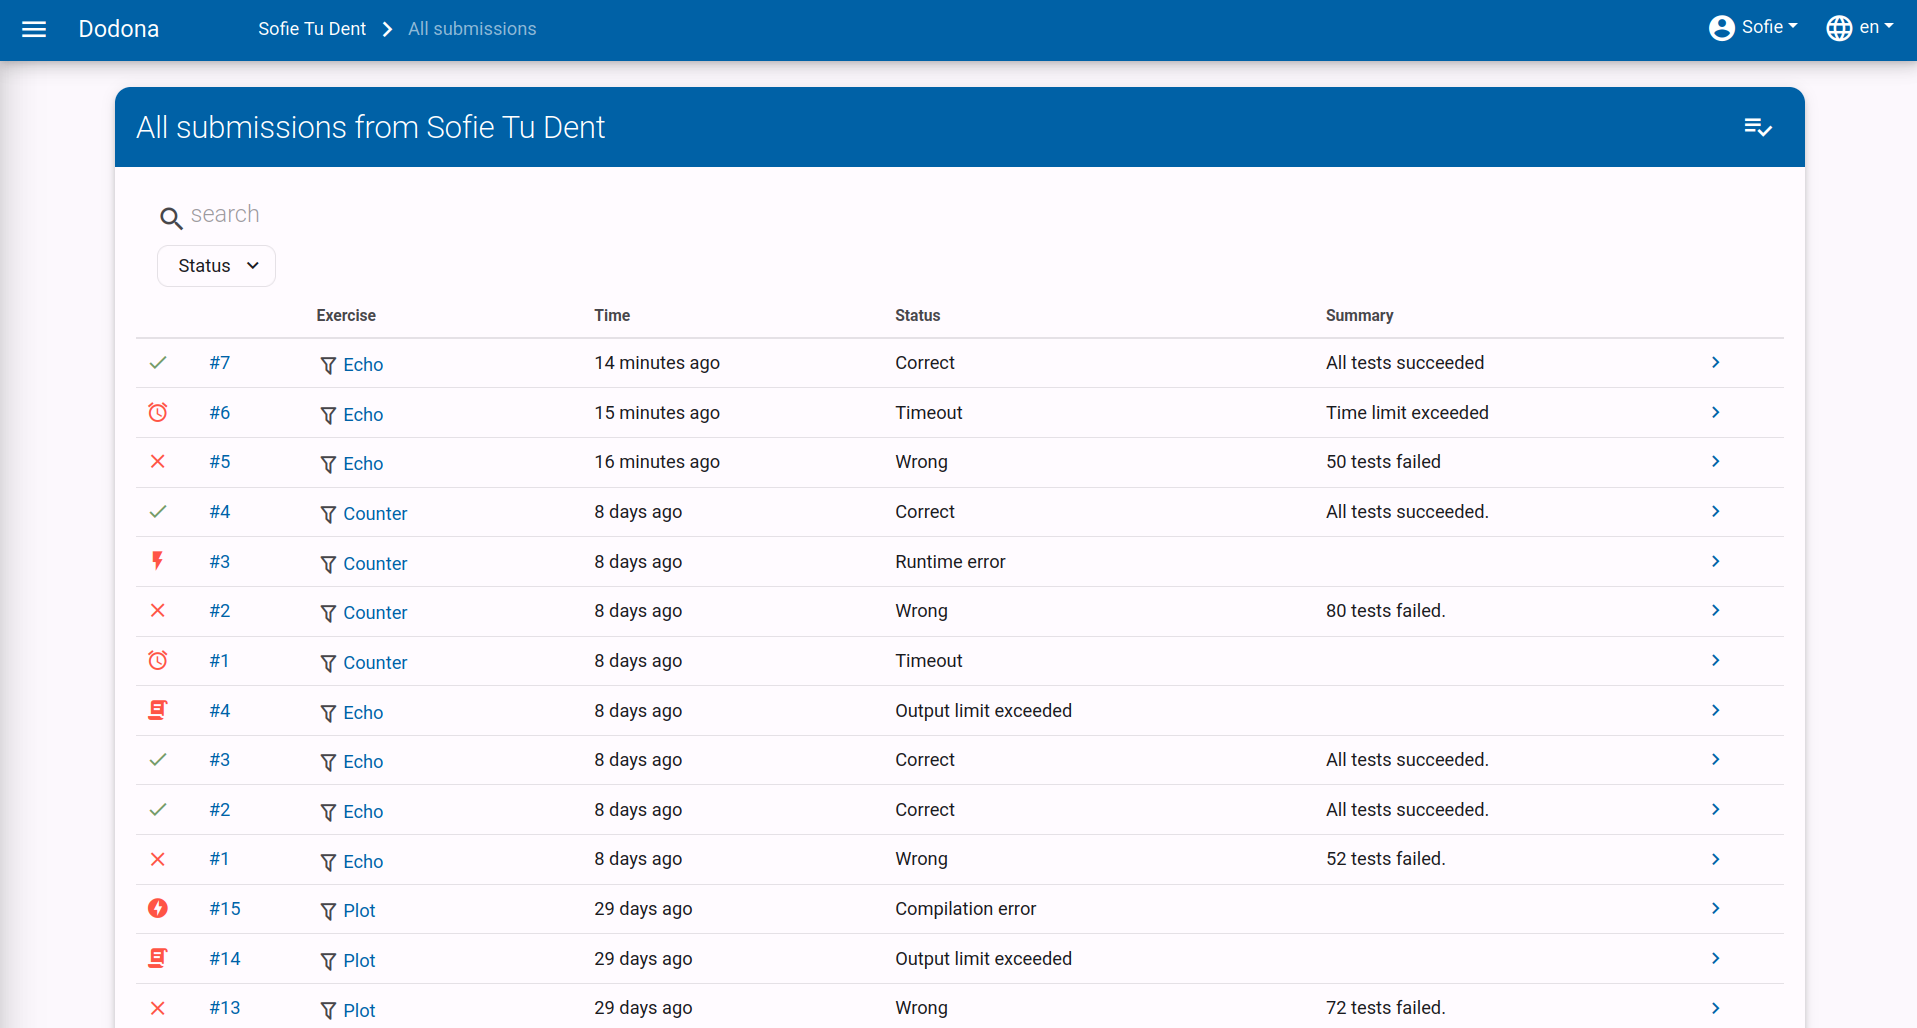 Dodona Sofie Tu Dent All submissions Sofie en
All submissions from Sofie Tu Dent
search
Status
Exercise Time Status Summary
#7 Echo 14 minutes ago Correct All tests succeeded
#6 Echo 15 minutes ago Timeout Time limit exceeded
#5 Echo 16 minutes ago Wrong 50 tests failed
#4 Counter 8 days ago Correct All tests succeeded.
#3 Counter 8 days ago Runtime error
#2 Counter 8 days ago Wrong 80 tests failed.
#1 Counter 8 days ago Timeout
#4 Echo 8 days ago Output limit exceeded
#3 Echo 8 days ago Correct All tests succeeded.
#2 Echo 8 days ago Correct All tests succeeded.
#1 Echo 8 days ago Wrong 52 tests failed.
#15 Plot 29 days ago Compilation error
#14 Plot 29 days ago Output limit exceeded
#13 Plot 29 days ago Wrong 72 tests failed.